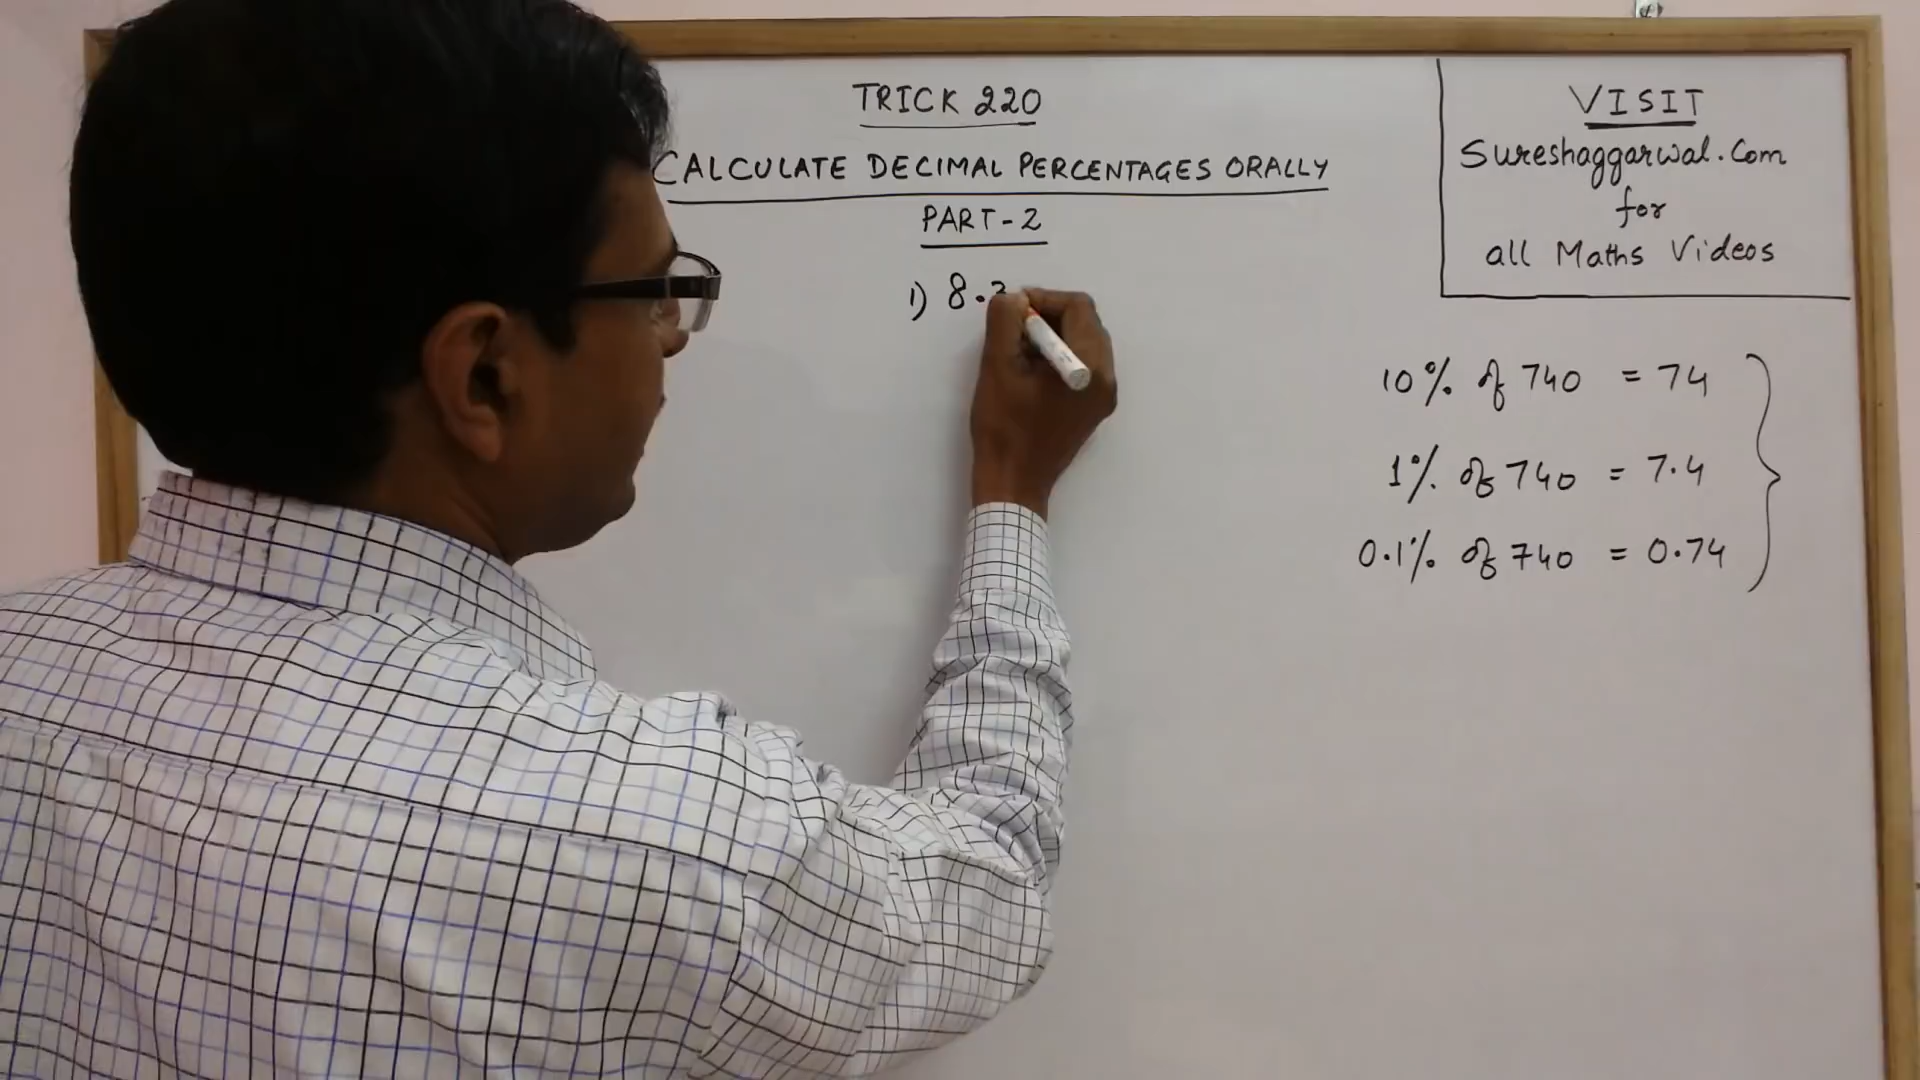 TRICK 220
CALCULATE DECIMAL PERCENTAGES ORALLY
PART-2
1) 8.
VISIT
Sureshaggarwal.Com
for
all Maths Videos
10% of 740 = 74
1% of 740 = 7.4
0.1% of 740 = 0.74